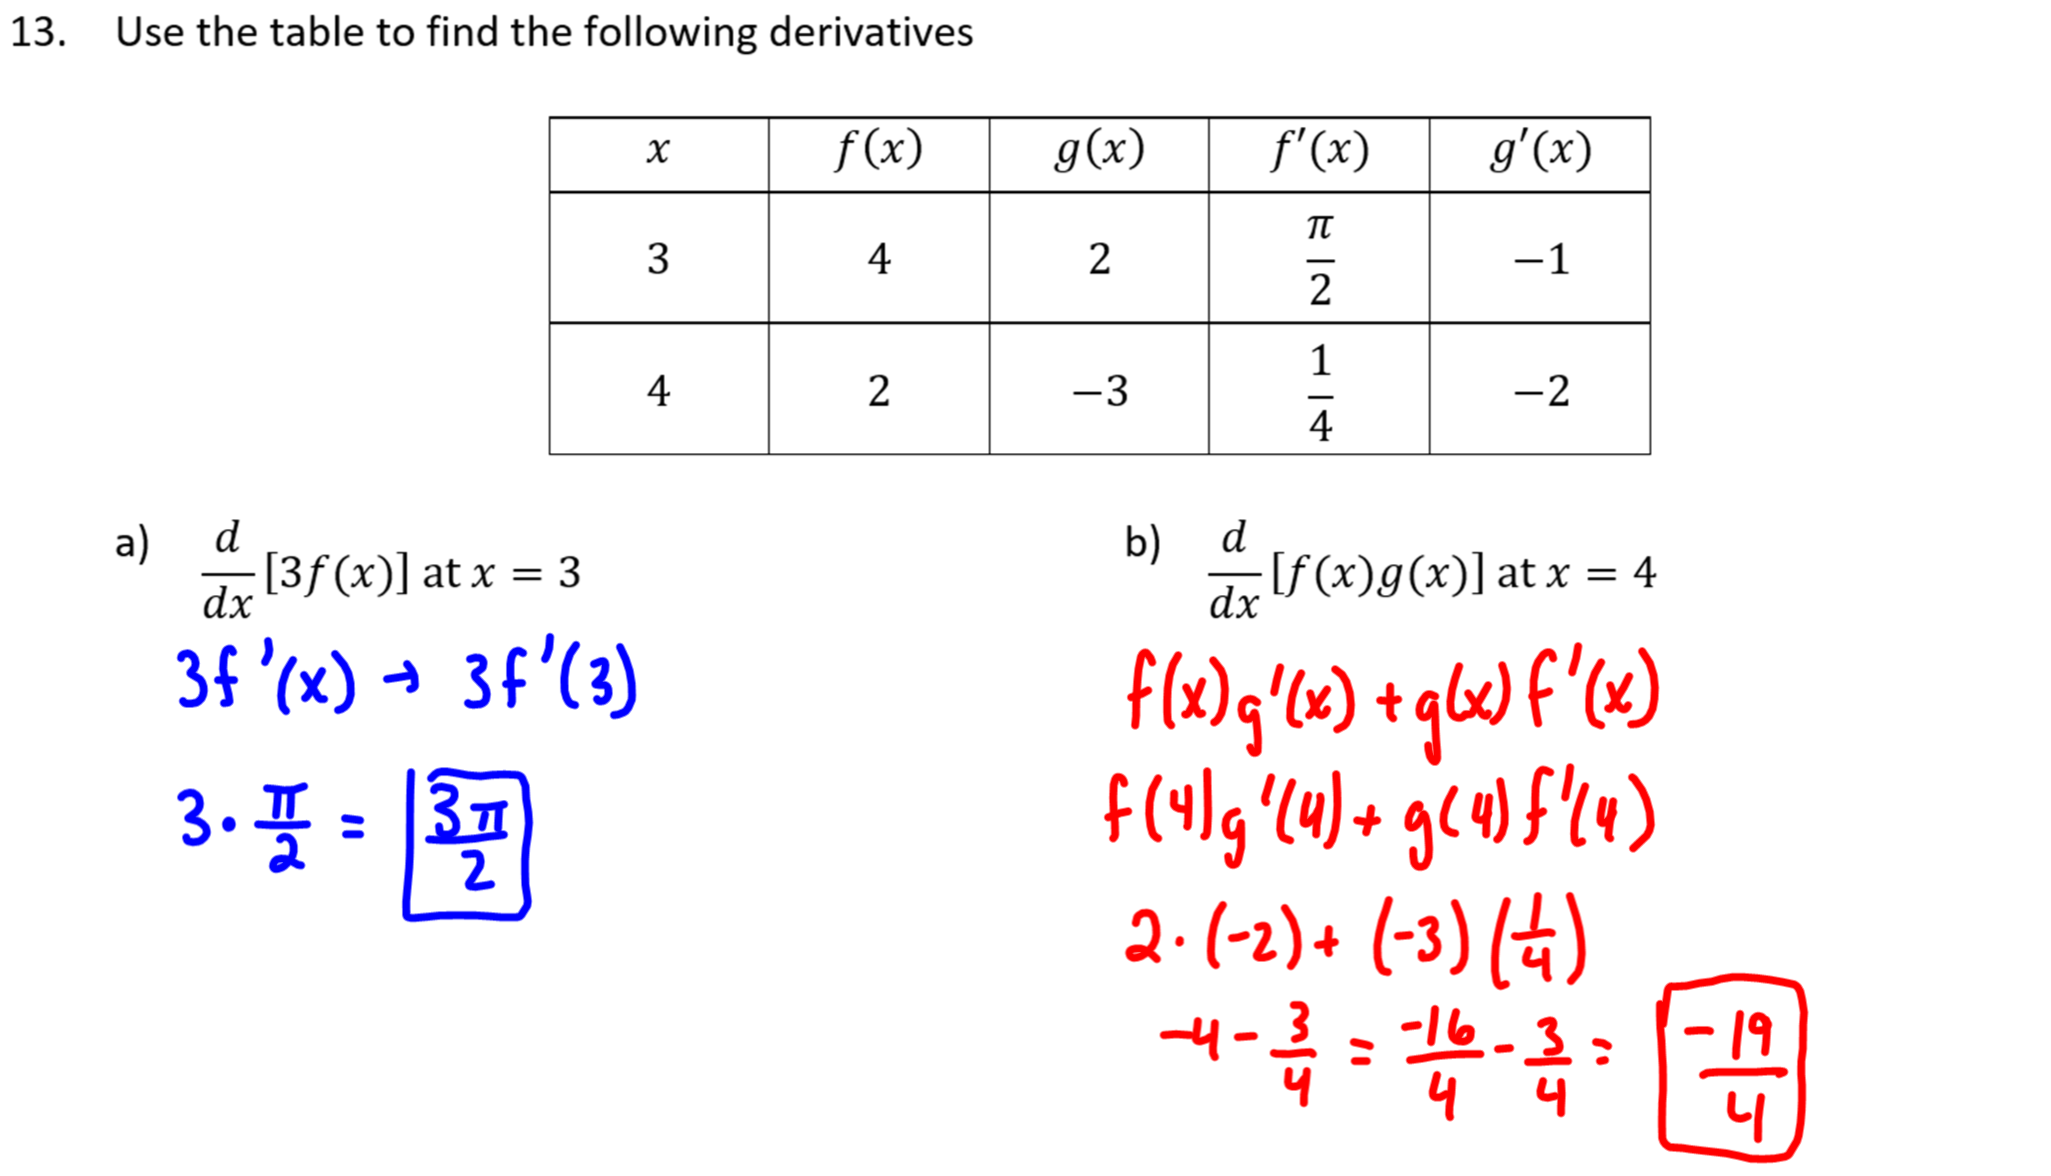 13. Use the table to find the following derivatives
x f(x) g(x) f′(x) g′(x)
3 4 2 π/2 −1
4 2 −3 1/4 −2
a) d/dx [3f(x)] at x = 3
3f'(x) → 3f'(3)
3 · π/2 = 3π/2
b) d/dx [f(x)g(x)] at x = 4
f(x)g'(x) + g(x)f'(x)
f(4)g'(4) + g(4)f'(4)
2 · (-2) + (-3)(1/4)
-4 - 3/4 = -16/4 - 3/4 = -19/4